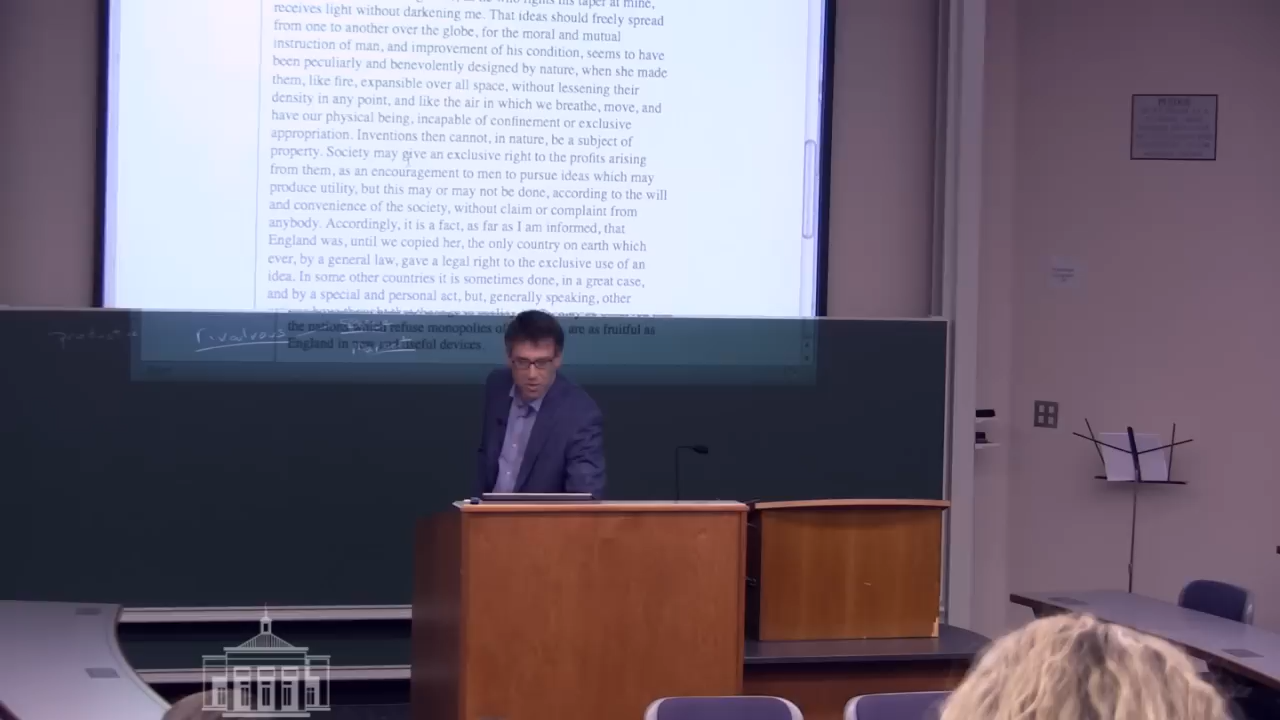 receives light without darkening me. That ideas should freely spread
from one to another over the globe, for the moral and mutual
instruction of man, and improvement of his condition, seems to have
been peculiarly and benevolently designed by nature, when she made
them, like fire, expansible over all space, without lessening their
density in any point, and like the air in which we breathe, move, and
have our physical being, incapable of confinement or exclusive
appropriation. Inventions then cannot, in nature, be a subject of
property. Society may give an exclusive right to the profits arising
from them, as an encouragement to men to pursue ideas which may
produce utility, but this may or may not be done, according to the will
and convenience of the society, without claim or complaint from
anybody. Accordingly, it is a fact, as far as I am informed, that
England was, until we copied her, the only country on earth which
ever, by a general law, gave a legal right to the exclusive use of an
idea. In some other countries it is sometimes done, in a great case,
and by a special and personal act, but, generally speaking, other
the nations which refuse monopolies of are as fruitful as
England in new and useful devices.
rivalrous